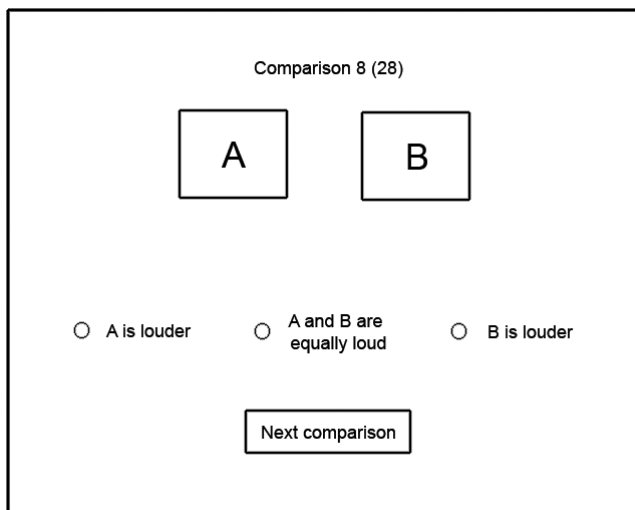 Comparison 8 (28)
A
B
A is louder
A and B are
equally loud
B is louder
Next comparison